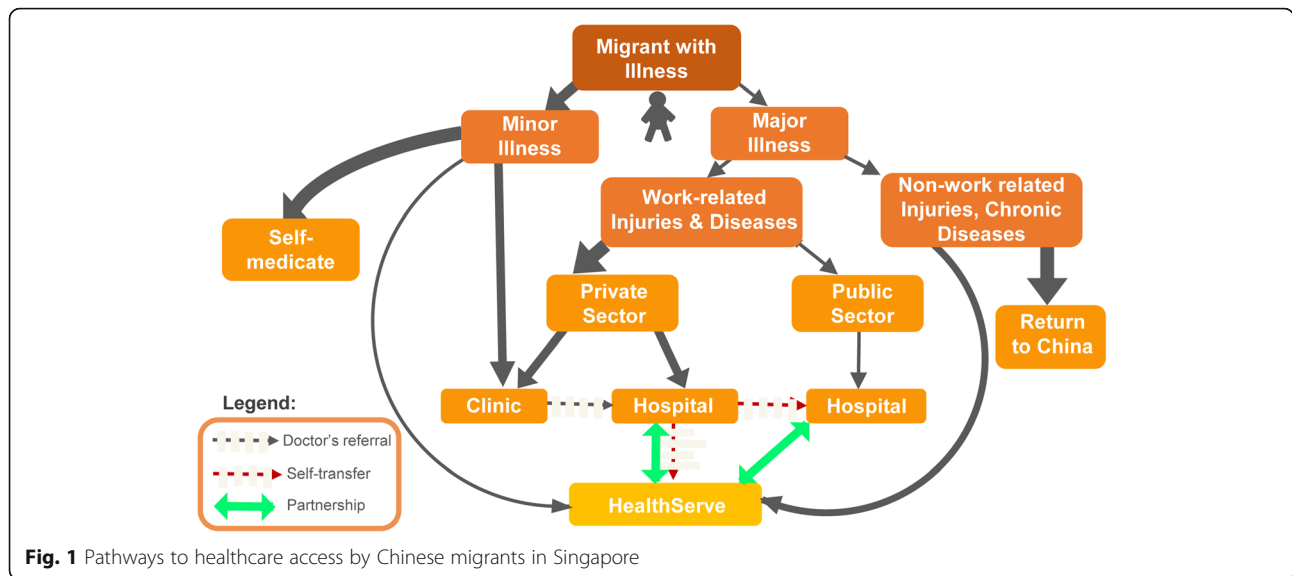 Migrant with
Illness
Minor
Illness
Major
Illness
Work-related
Injuries & Diseases
Non-work related
Injuries, Chronic
Diseases
Self-
medicate
Private
Sector
Public
Sector
Return
to China
Clinic
Hospital
Hospital
Legend:
Doctor's referral
Self-transfer
Partnership
HealthServe
Fig. 1 Pathways to healthcare access by Chinese migrants in Singapore